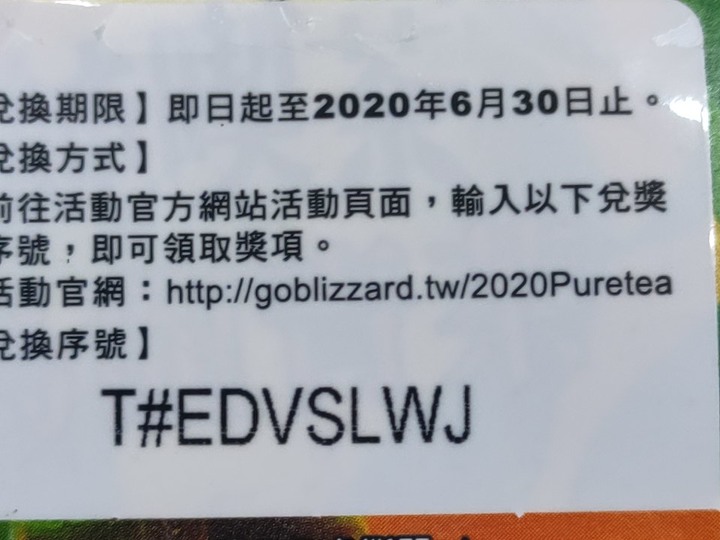 兌換期限】即日起至2020年6月30日止。
兌換方式】
前往活動官方網站活動頁面，輸入以下兌獎
序號，即可領取獎項。
活動官網：http://goblizzard.tw/2020Puretea
兌換序號】
T#EDVSLWJ